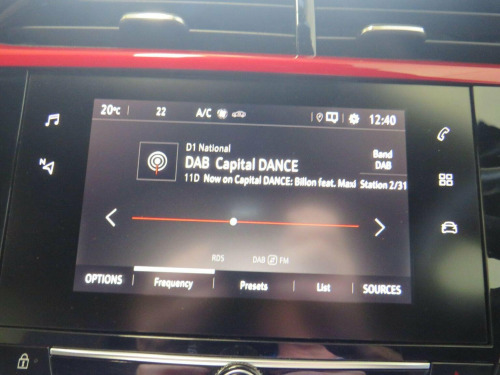 20°C 22 A/C 12:40
N
D1 National
DAB Capital DANCE
Band
DAB
11D Now on Capital DANCE: Billon feat. Maxi Station 2/31
RDS DAB FM
OPTIONS Frequency Presets List SOURCES